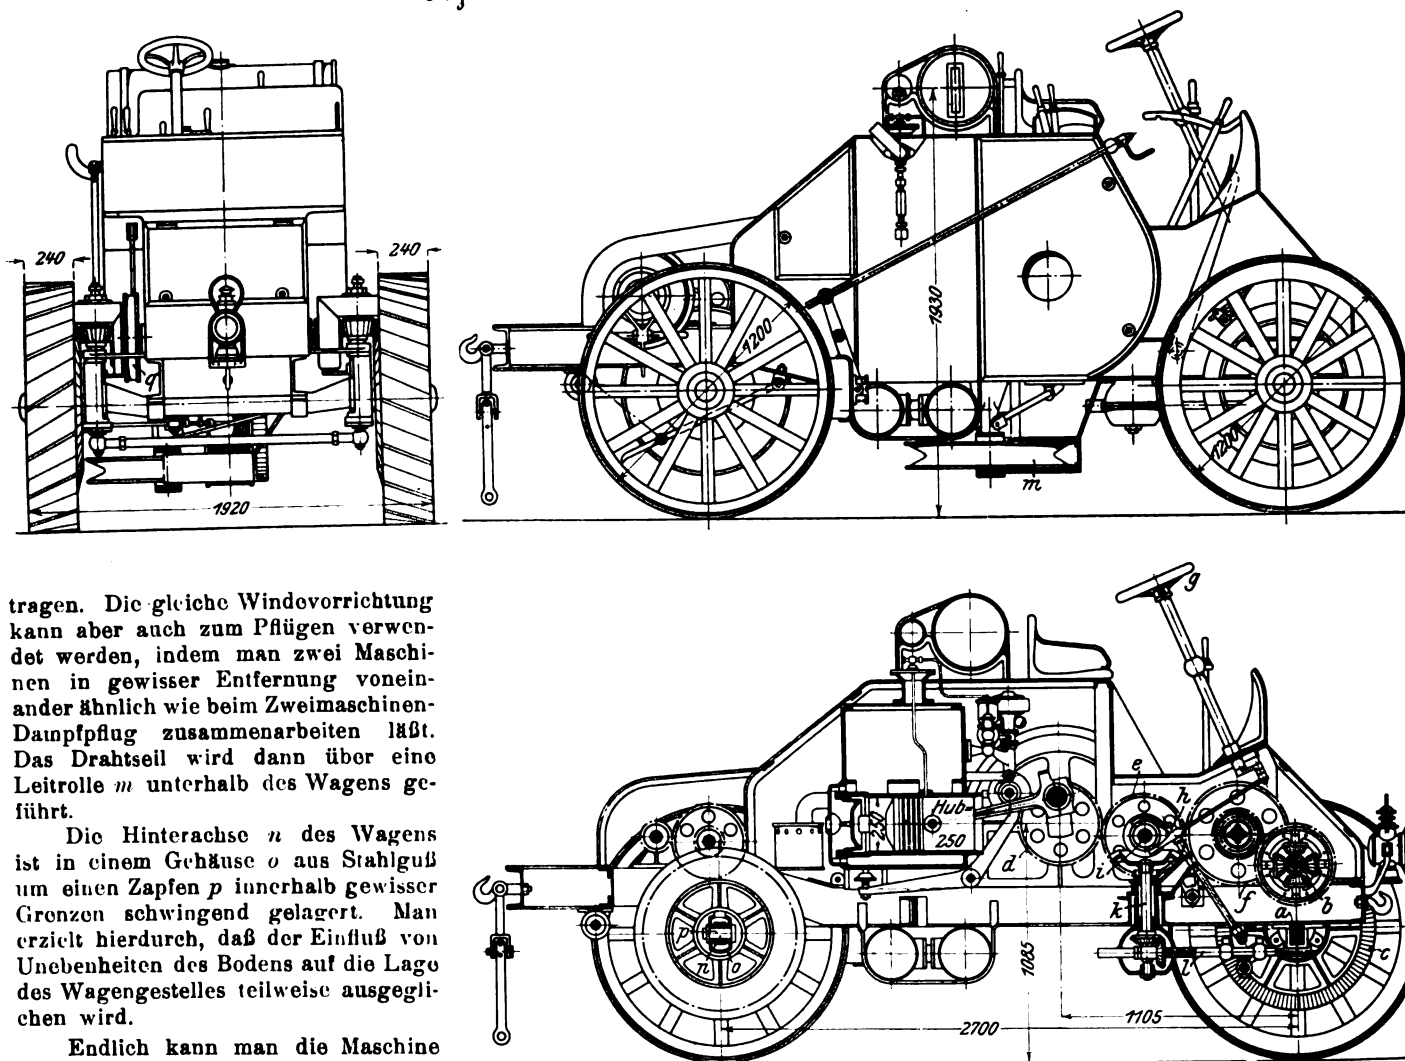 240
240
q
1920
1200
1930
1200
m
tragen. Die gleiche Windevorrichtung
kann aber auch zum Pflügen verwen-
det werden, indem man zwei Maschi-
nen in gewisser Entfernung vonein-
ander ähnlich wie beim Zweimaschinen-
Dampfpflug zusammenarbeiten läßt.
Das Drahtseil wird dann über eine
Leitrolle m unterhalb des Wagens ge-
führt.
Die Hinterachse n des Wagens
ist in einem Gehäuse o aus Stahlguß
um einen Zapfen p innerhalb gewisser
Grenzen schwingend gelagert. Man
erzielt hierdurch, daß der Einfluß von
Unebenheiten des Bodens auf die Lage
des Wagengestelles teilweise ausgegli-
chen wird.
Endlich kann man die Maschine
g
e
h
Hub-
250
230
d
i
k
f
a
b
c
l
p
n
o
1085
1105
2700